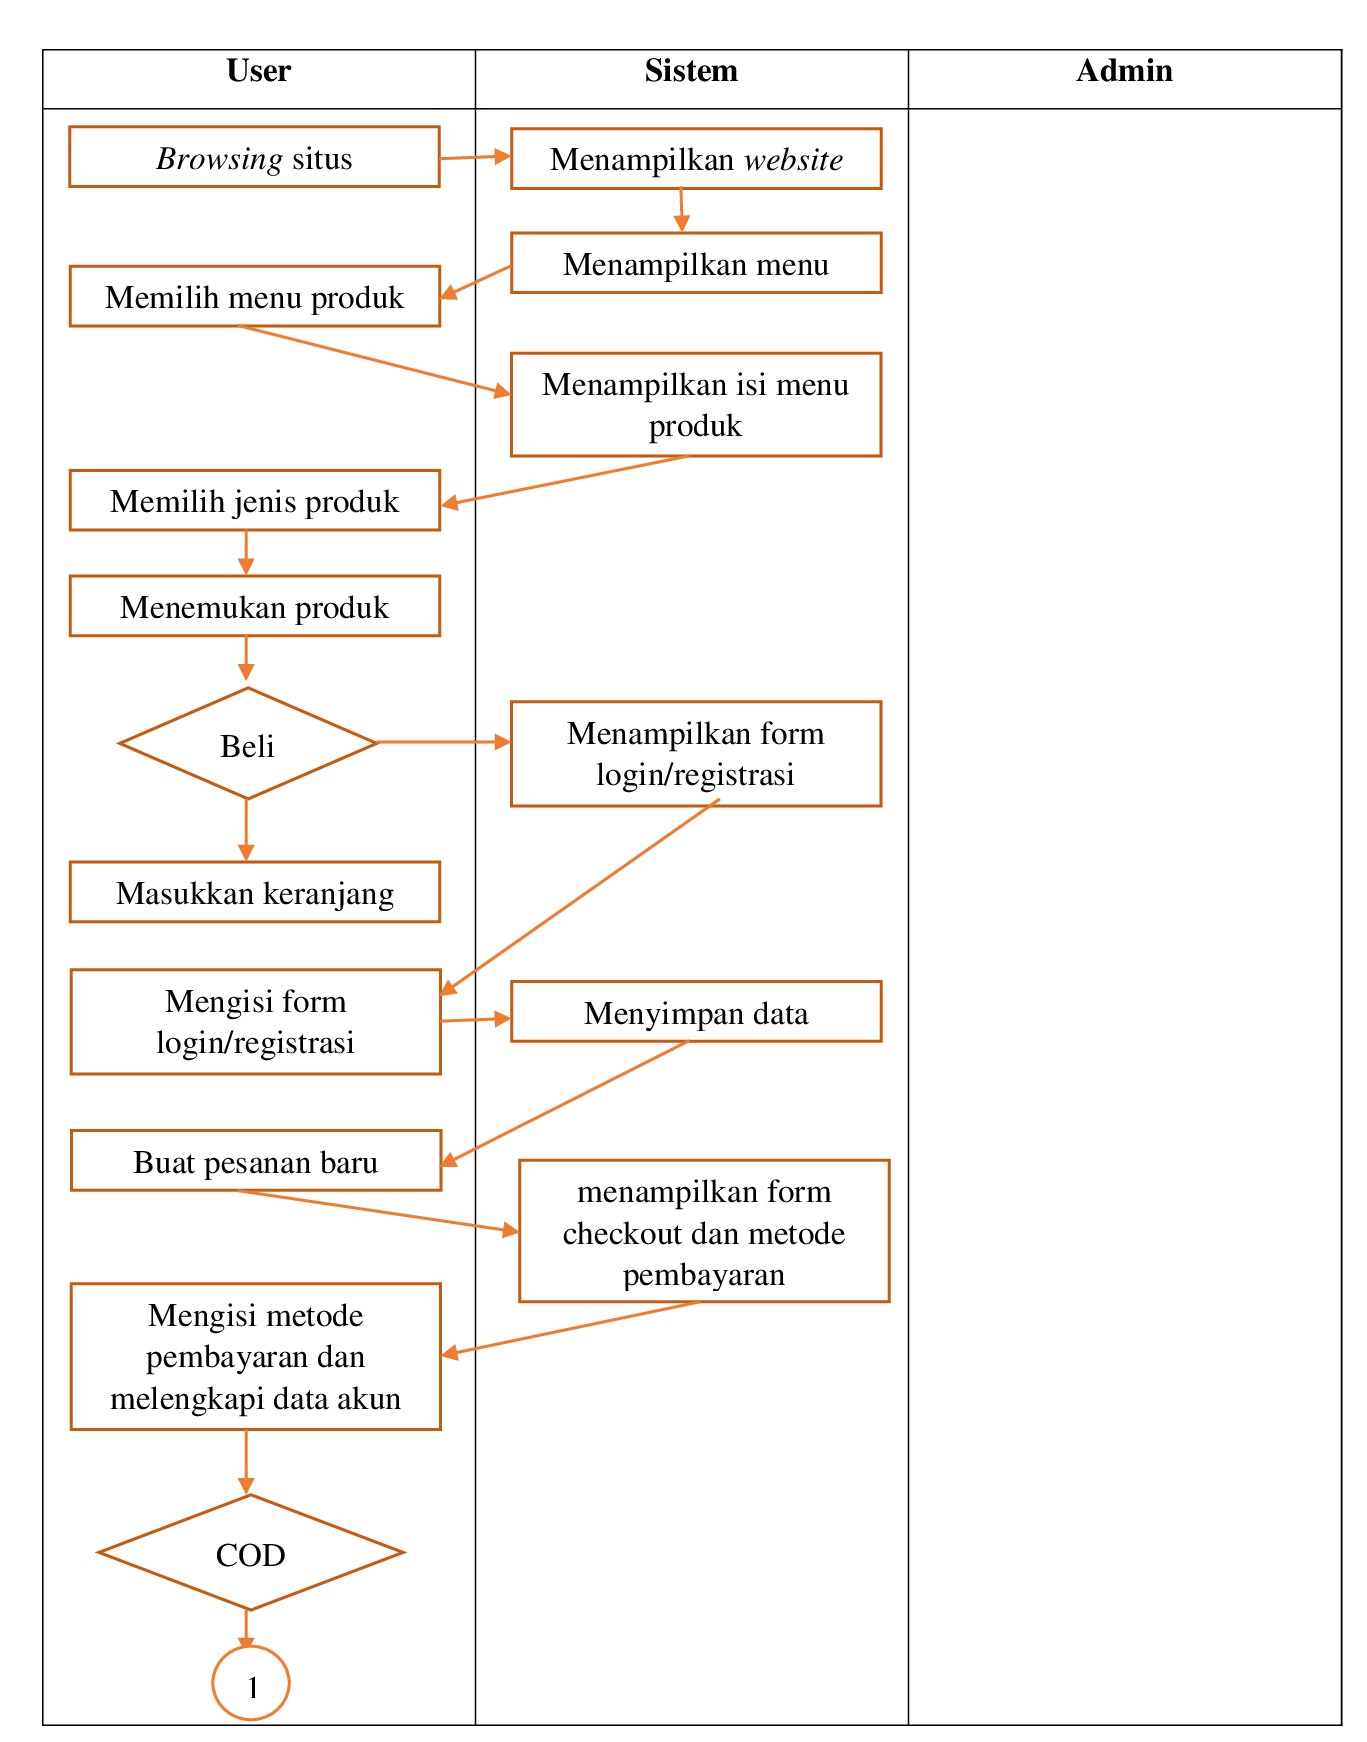 User
Sistem
Admin
Browsing situs
Menampilkan website
Menampilkan menu
Memilih menu produk
Menampilkan isi menu
produk
Memilih jenis produk
Menemukan produk
Beli
Menampilkan form
login/registrasi
Masukkan keranjang
Mengisi form
login/registrasi
Menyimpan data
Buat pesanan baru
menampilkan form
checkout dan metode
pembayaran
Mengisi metode
pembayaran dan
melengkapi data akun
COD
1